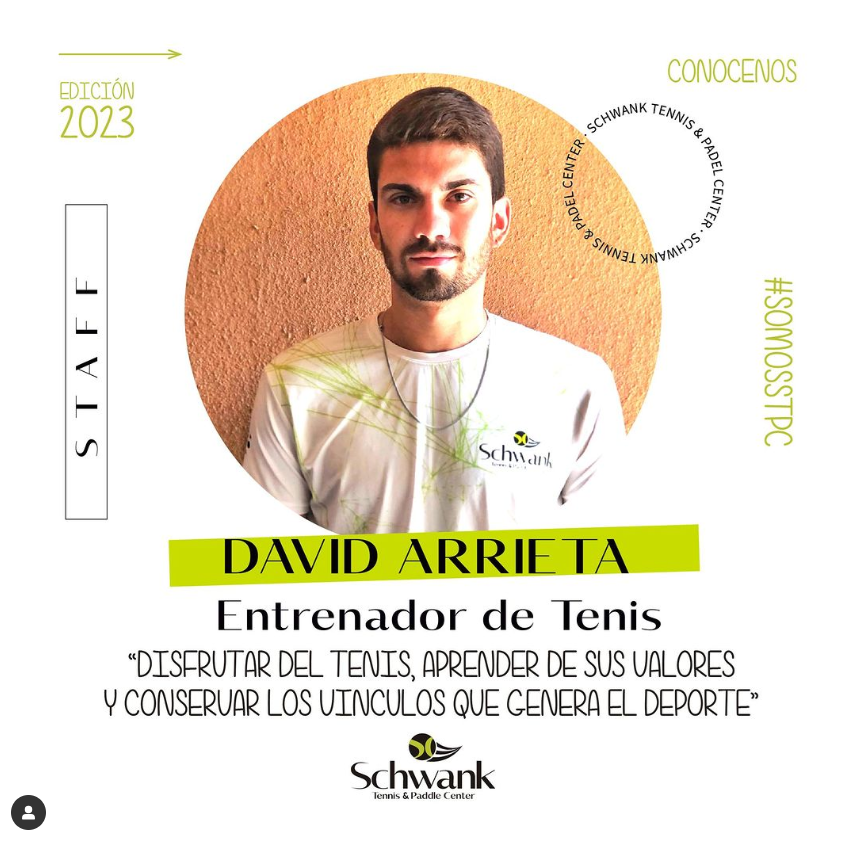 EDICIÓN
2023
CONOCENOS
SCHWANK TENNIS & PADEL CENTER · SCHWANK TENNIS & PADEL CENTER ·
STAFF
#SOMOSSTPC
Schwank
DAVID ARRIETA
Entrenador de Tenis
“DISFRUTAR DEL TENIS, APRENDER DE SUS VALORES
Y CONSERVAR LOS VINCULOS QUE GENERA EL DEPORTE”
Schwank
Tennis & Paddle Center